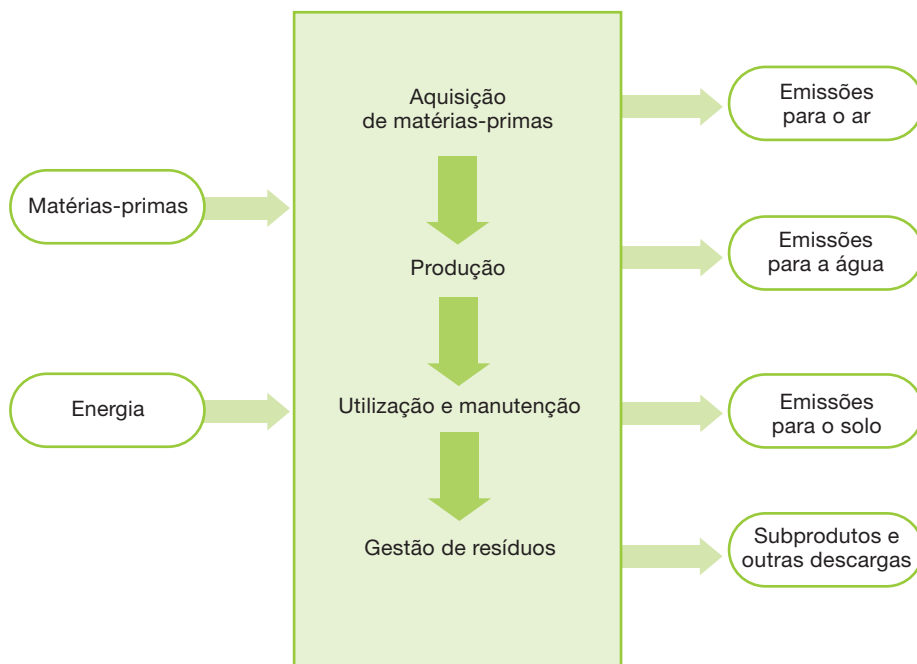 Matérias-primas
Energia
Aquisição
de matérias-primas
Produção
Utilização e manutenção
Gestão de resíduos
Emissões
para o ar
Emissões
para a água
Emissões
para o solo
Subprodutos e
outras descargas